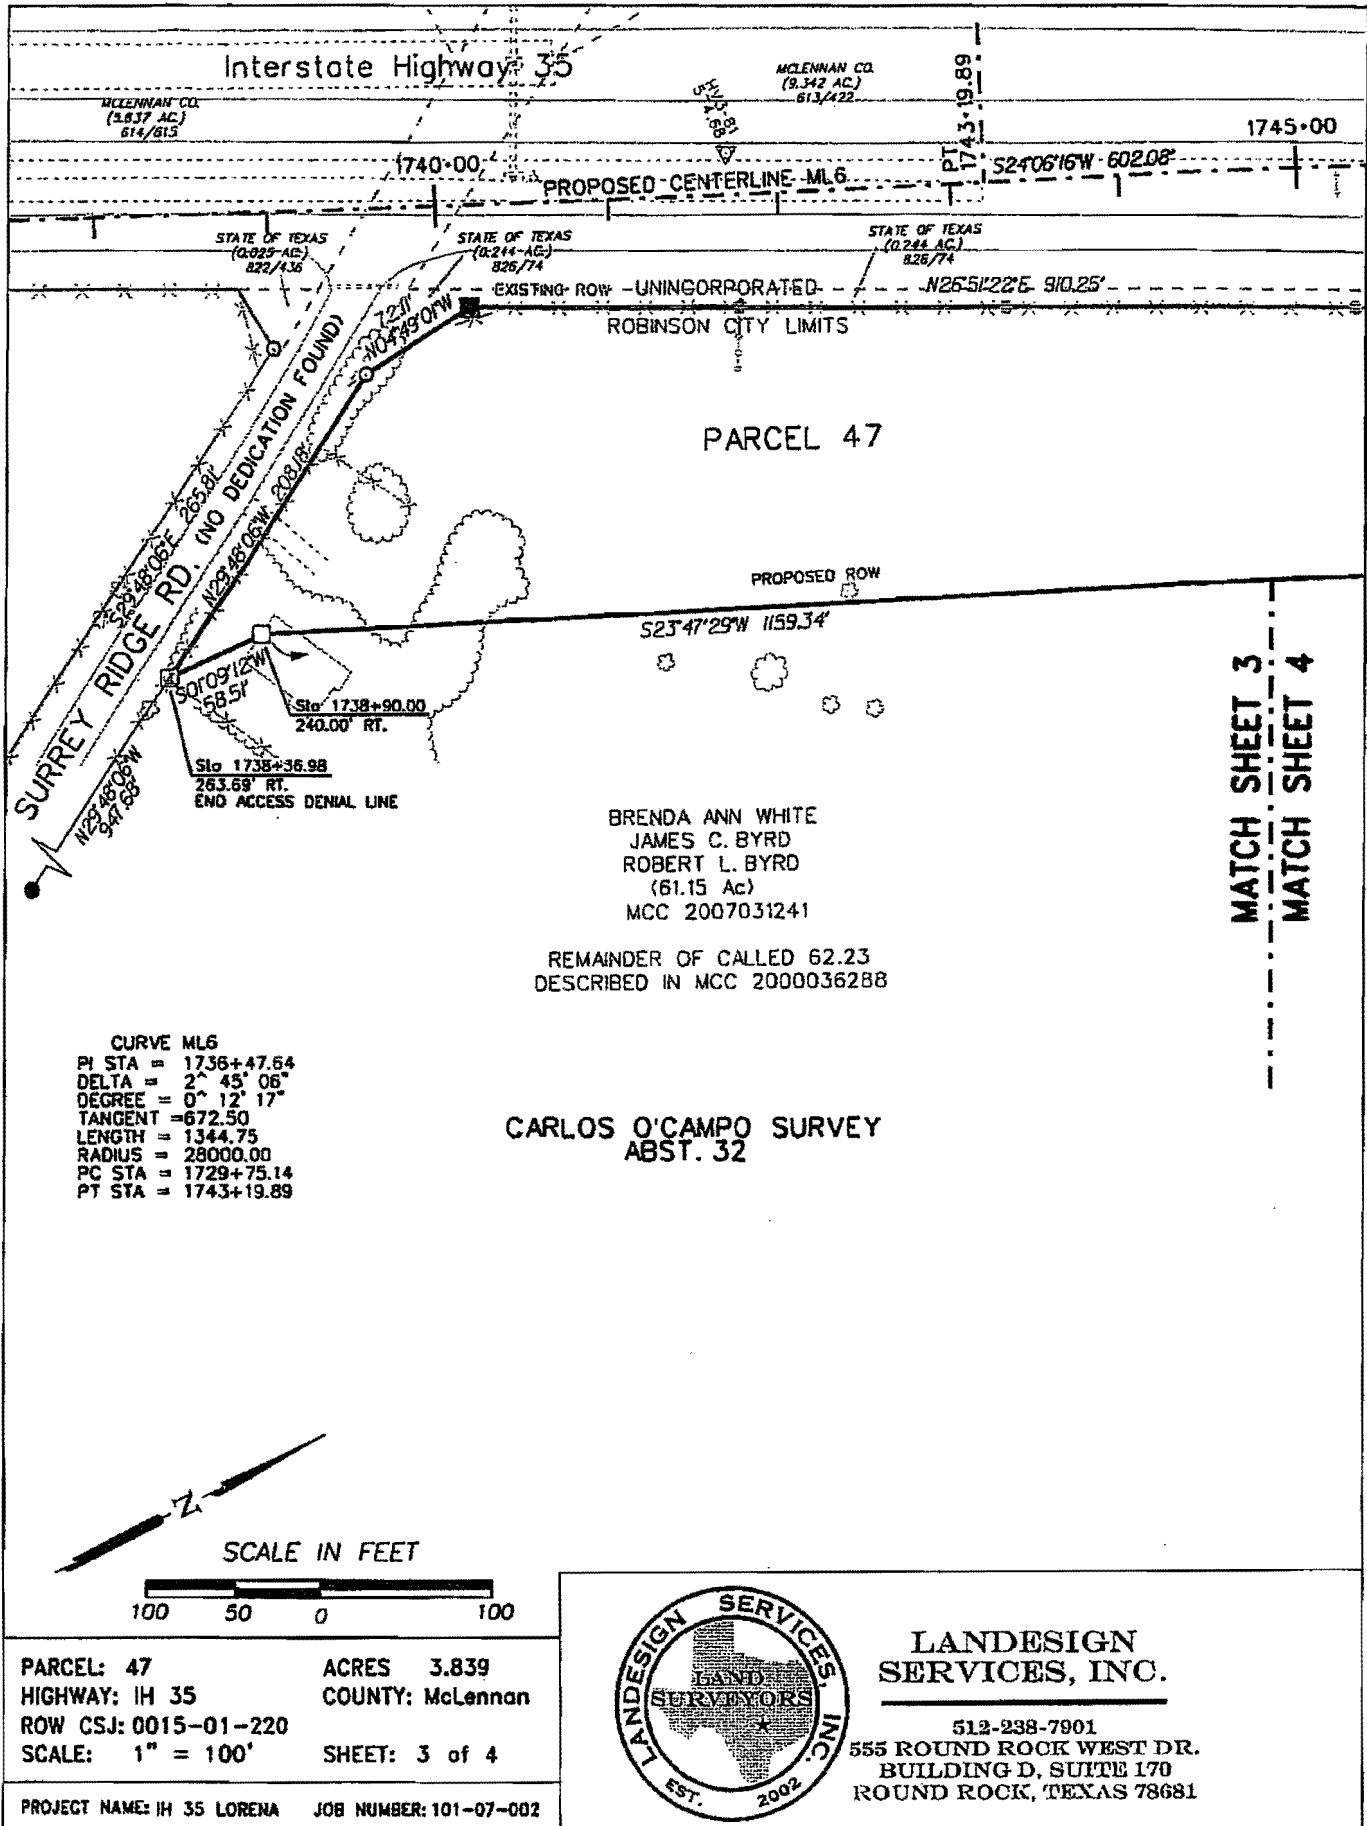 Interstate Highway 35
MCLENNAN CO.
(5.837 AC.)
614/615
MCLENNAN CO.
(9.342 AC.)
613/422
HV3-81
PT 1743+19.89
1740+00
1745+00
PROPOSED CENTERLINE ML6
S24°06'16"W 602.08'
STATE OF TEXAS
(0.025 AC.)
822/436
STATE OF TEXAS
(0.244 AC.)
826/74
STATE OF TEXAS
(0.244 AC.)
826/74
EXISTING ROW UNINCORPORATED
N26°51'22"E 910.25'
ROBINSON CITY LIMITS
72.11'
N04°49'01"W
PARCEL 47
S29°48'06"E 265.81'
SURREY RIDGE RD. (NO DEDICATION FOUND)
N29°48'06"W 208.18'
PROPOSED ROW
S23°47'29"W 1159.34'
S01°09'12"W
58.51'
Sta 1738+90.00
240.00' RT.
Sta 1738+36.98
263.69' RT.
END ACCESS DENIAL LINE
N29°48'06"W
947.68'
MATCH SHEET 3
MATCH SHEET 4
BRENDA ANN WHITE
JAMES C. BYRD
ROBERT L. BYRD
(61.15 Ac)
MCC 2007031241
REMAINDER OF CALLED 62.23
DESCRIBED IN MCC 2000036288
CURVE ML6
PI STA = 1736+47.64
DELTA = 2^ 45' 06"
DEGREE = 0^ 12' 17"
TANGENT =672.50
LENGTH = 1344.75
RADIUS = 28000.00
PC STA = 1729+75.14
PT STA = 1743+19.89
CARLOS O'CAMPO SURVEY
ABST. 32
N
SCALE IN FEET
100 50 0 100
PARCEL: 47 ACRES 3.839
HIGHWAY: IH 35 COUNTY: McLennan
ROW CSJ: 0015-01-220
SCALE: 1" = 100' SHEET: 3 of 4
PROJECT NAME: IH 35 LORENA JOB NUMBER: 101-07-002
LANDESIGN SERVICES, INC.
LAND
SURVEYORS
EST. 2002
LANDESIGN
SERVICES, INC.
512-238-7901
555 ROUND ROCK WEST DR.
BUILDING D, SUITE 170
ROUND ROCK, TEXAS 78681